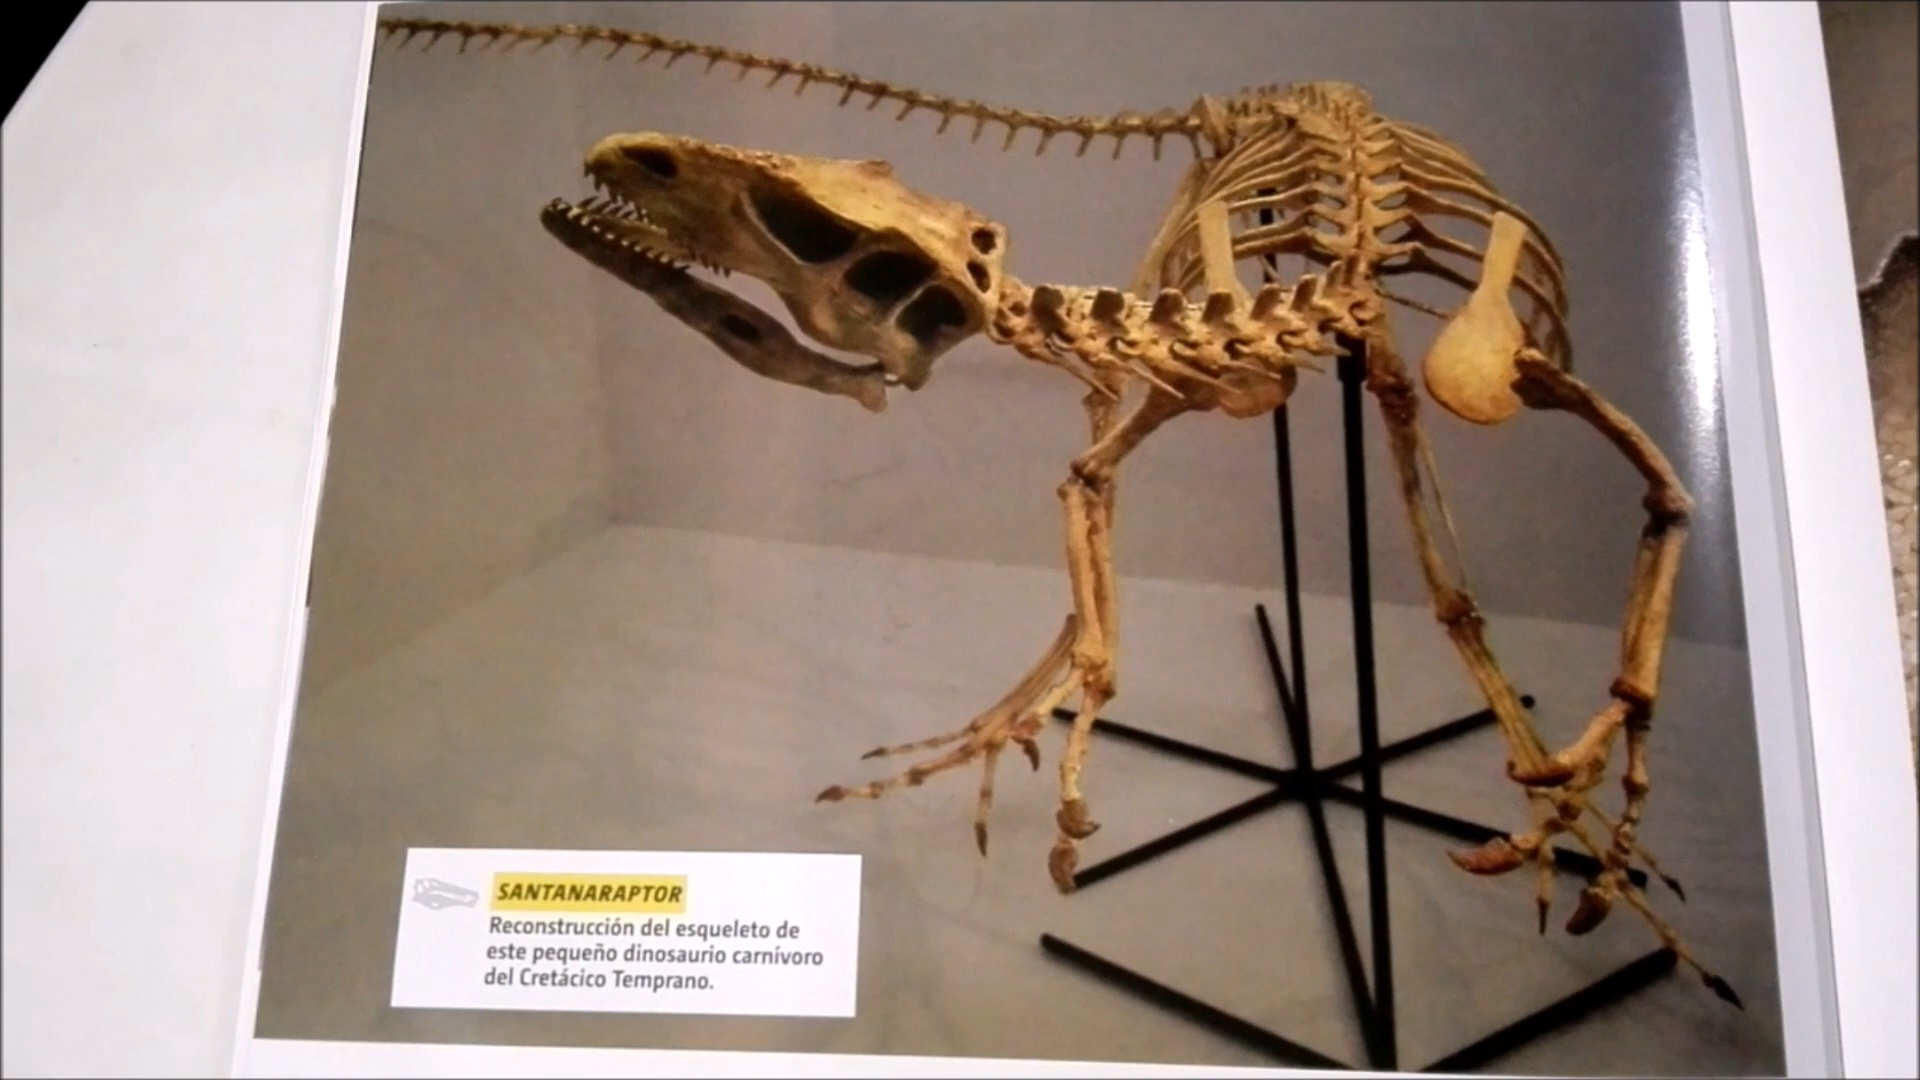 SANTANARAPTOR
Reconstrucción del esqueleto de
este pequeño dinosaurio carnívoro
del Cretácico Temprano.